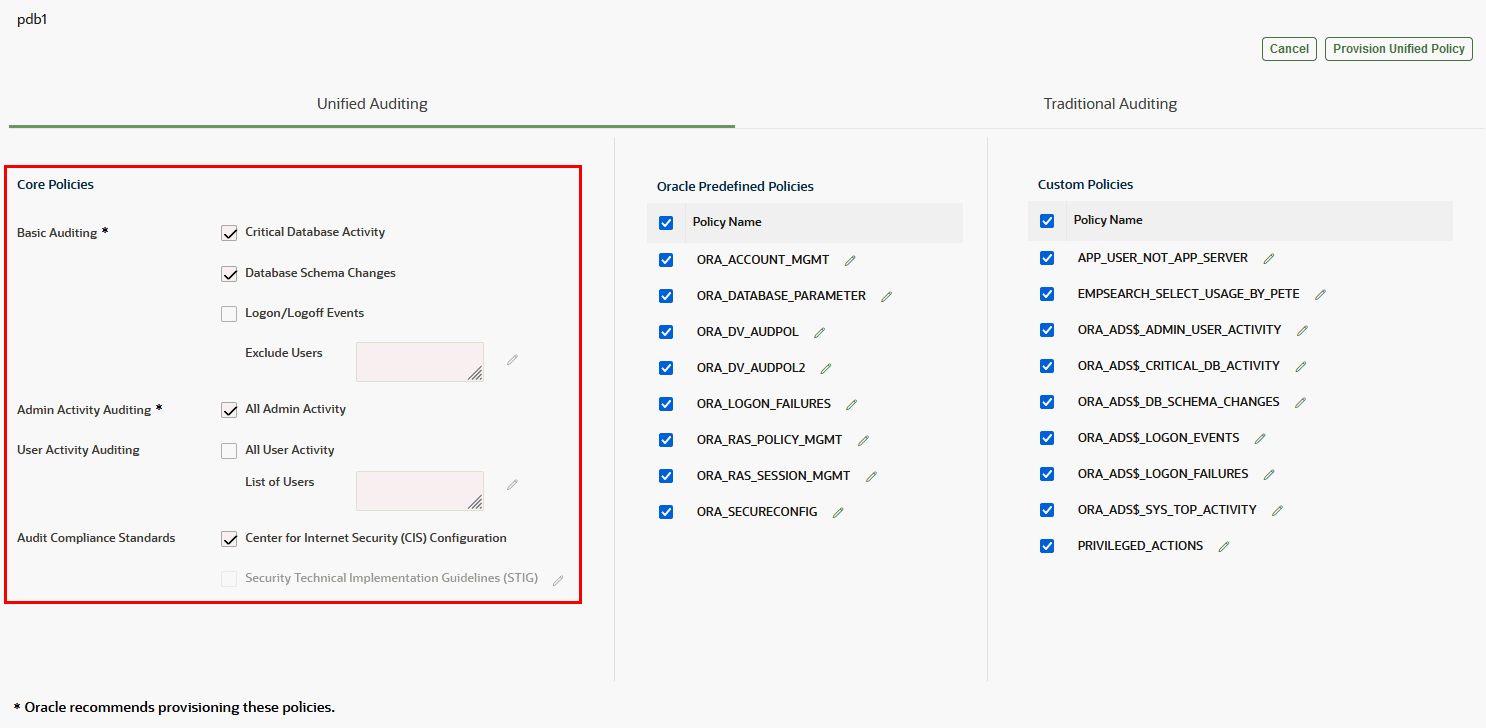 pdb1
Cancel
Provision Unified Policy
Unified Auditing
Traditional Auditing
Core Policies
Basic Auditing *
Critical Database Activity
Database Schema Changes
Logon/Logoff Events
Exclude Users
Admin Activity Auditing *
All Admin Activity
User Activity Auditing
All User Activity
List of Users
Audit Compliance Standards
Center for Internet Security (CIS) Configuration
Security Technical Implementation Guidelines (STIG)
Oracle Predefined Policies
Policy Name
ORA_ACCOUNT_MGMT
ORA_DATABASE_PARAMETER
ORA_DV_AUDPOL
ORA_DV_AUDPOL2
ORA_LOGON_FAILURES
ORA_RAS_POLICY_MGMT
ORA_RAS_SESSION_MGMT
ORA_SECURECONFIG
Custom Policies
Policy Name
APP_USER_NOT_APP_SERVER
EMPSEARCH_SELECT_USAGE_BY_PETE
ORA_ADS$_ADMIN_USER_ACTIVITY
ORA_ADS$_CRITICAL_DB_ACTIVITY
ORA_ADS$_DB_SCHEMA_CHANGES
ORA_ADS$_LOGON_EVENTS
ORA_ADS$_LOGON_FAILURES
ORA_ADS$_SYS_TOP_ACTIVITY
PRIVILEGED_ACTIONS
* Oracle recommends provisioning these policies.